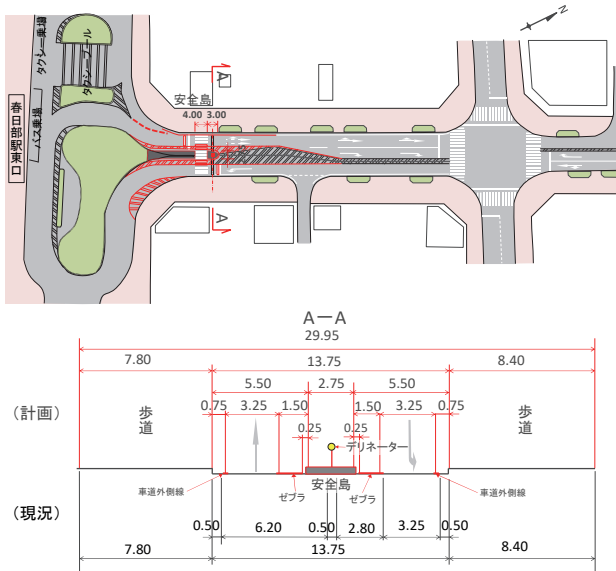 N
タクシー乗場
タクシープール
バス乗場
春日部駅東口
A
安全島
4.00 3.00
A
A－A
29.95
7.80 13.75 8.40
5.50 2.75 5.50
0.75 3.25 1.50 1.50 3.25 0.75
0.25 0.25
（計画）
歩道
歩道
デリネーター
安全島
車道外側線 ゼブラ ゼブラ 車道外側線
（現況）
0.50 6.20 0.50 2.80 3.25 0.50
7.80 13.75 8.40